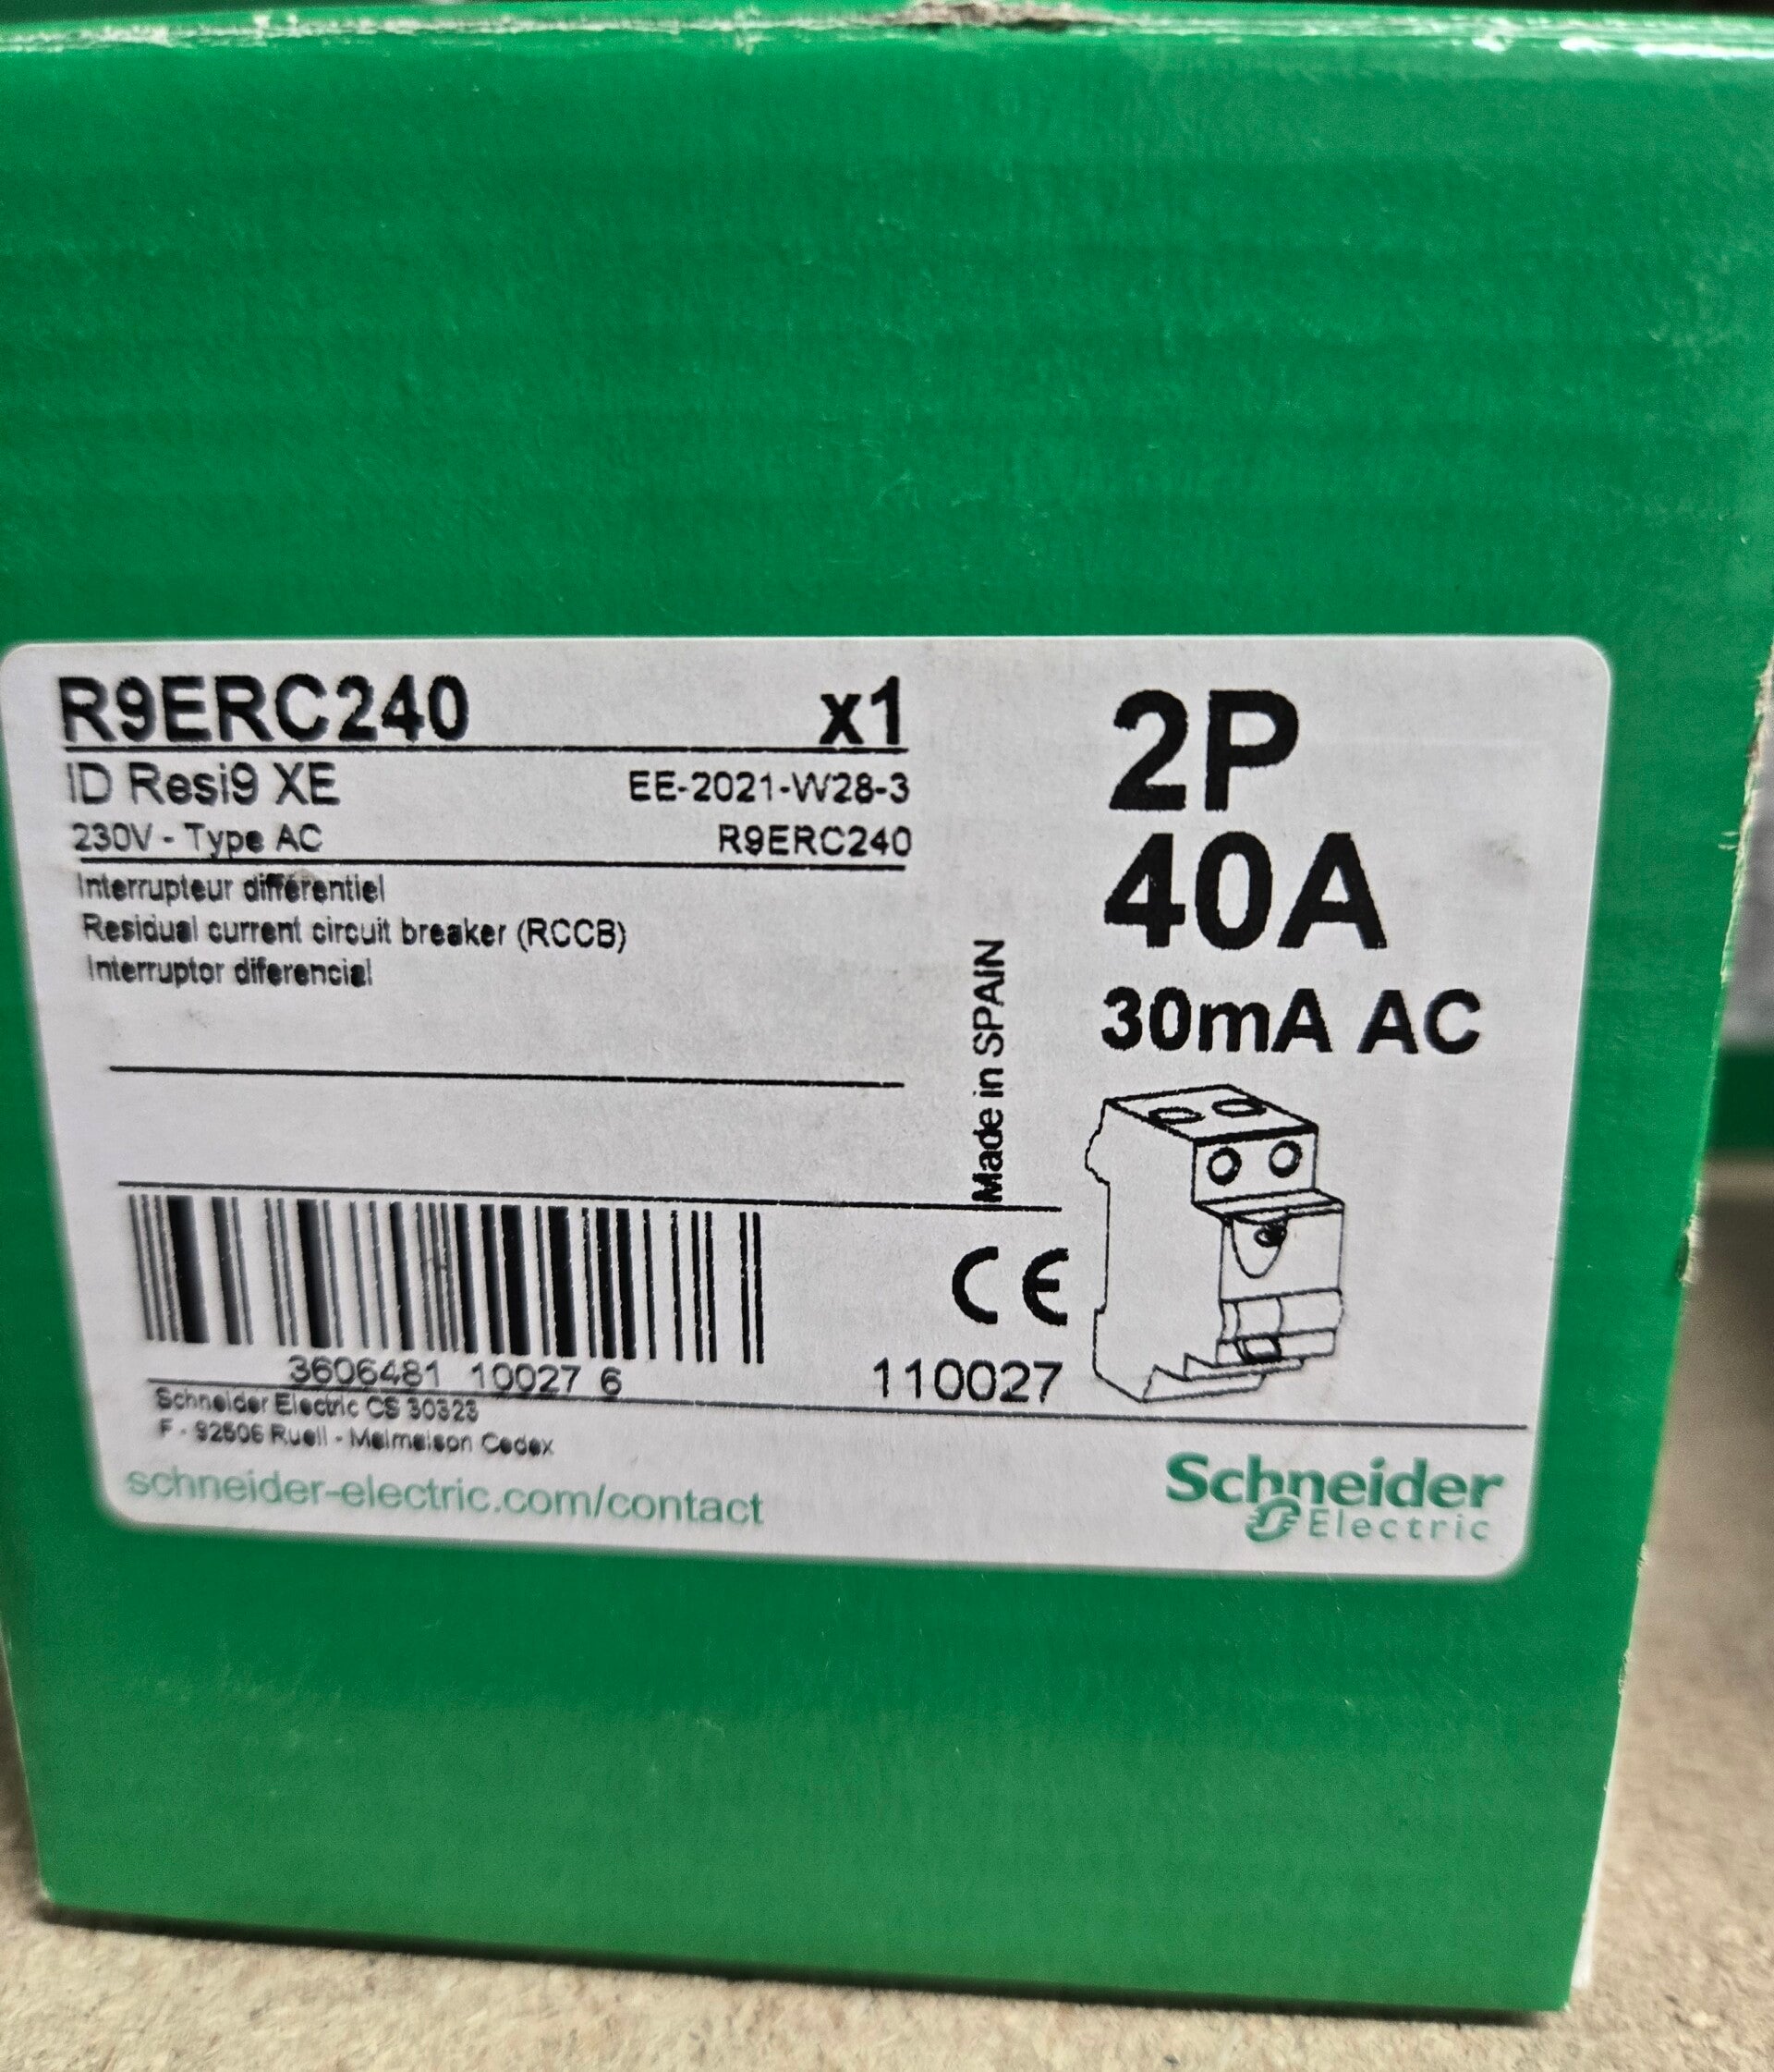 R9ERC240 x1
ID Resi9 XE EE-2021-W28-3
230V - Type AC R9ERC240
Interrupteur différentiel
Residual current circuit breaker (RCCB)
Interruptor diferencial
2P
40A
30mA AC
Made in SPAIN
CE
3606481 10027 6 110027
Schneider Electric CS 30323
F - 92506 Rueil - Malmaison Cedex
schneider-electric.com/contact
Schneider
Electric